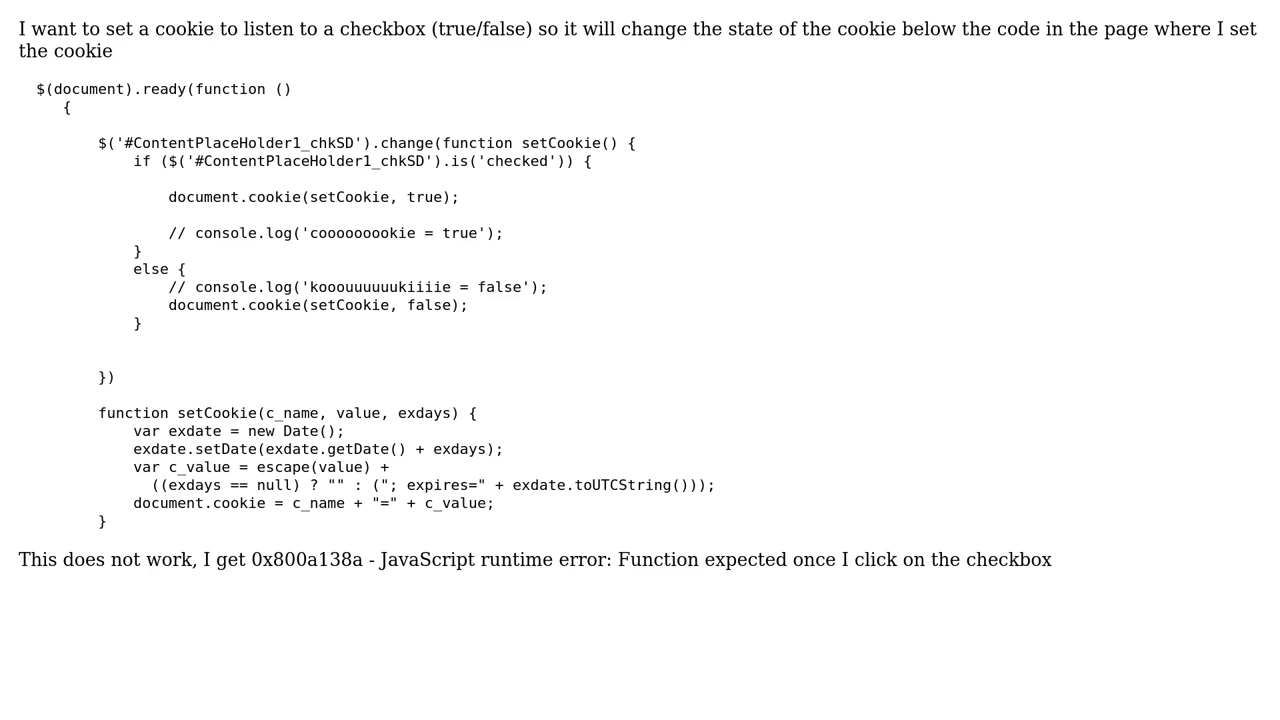 I want to set a cookie to listen to a checkbox (true/false) so it will change the state of the cookie below the code in the page where I set
the cookie
$(document).ready(function ()
{
$('#ContentPlaceHolder1_chkSD').change(function setCookie() {
if ($('#ContentPlaceHolder1_chkSD').is('checked')) {
document.cookie(setCookie, true);
// console.log('cooooooookie = true');
}
else {
// console.log('kooouuuuuukiiiie = false');
document.cookie(setCookie, false);
}
})
function setCookie(c_name, value, exdays) {
var exdate = new Date();
exdate.setDate(exdate.getDate() + exdays);
var c_value = escape(value) +
((exdays == null) ? "" : ("; expires=" + exdate.toUTCString()));
document.cookie = c_name + "=" + c_value;
}
This does not work, I get 0x800a138a - JavaScript runtime error: Function expected once I click on the checkbox